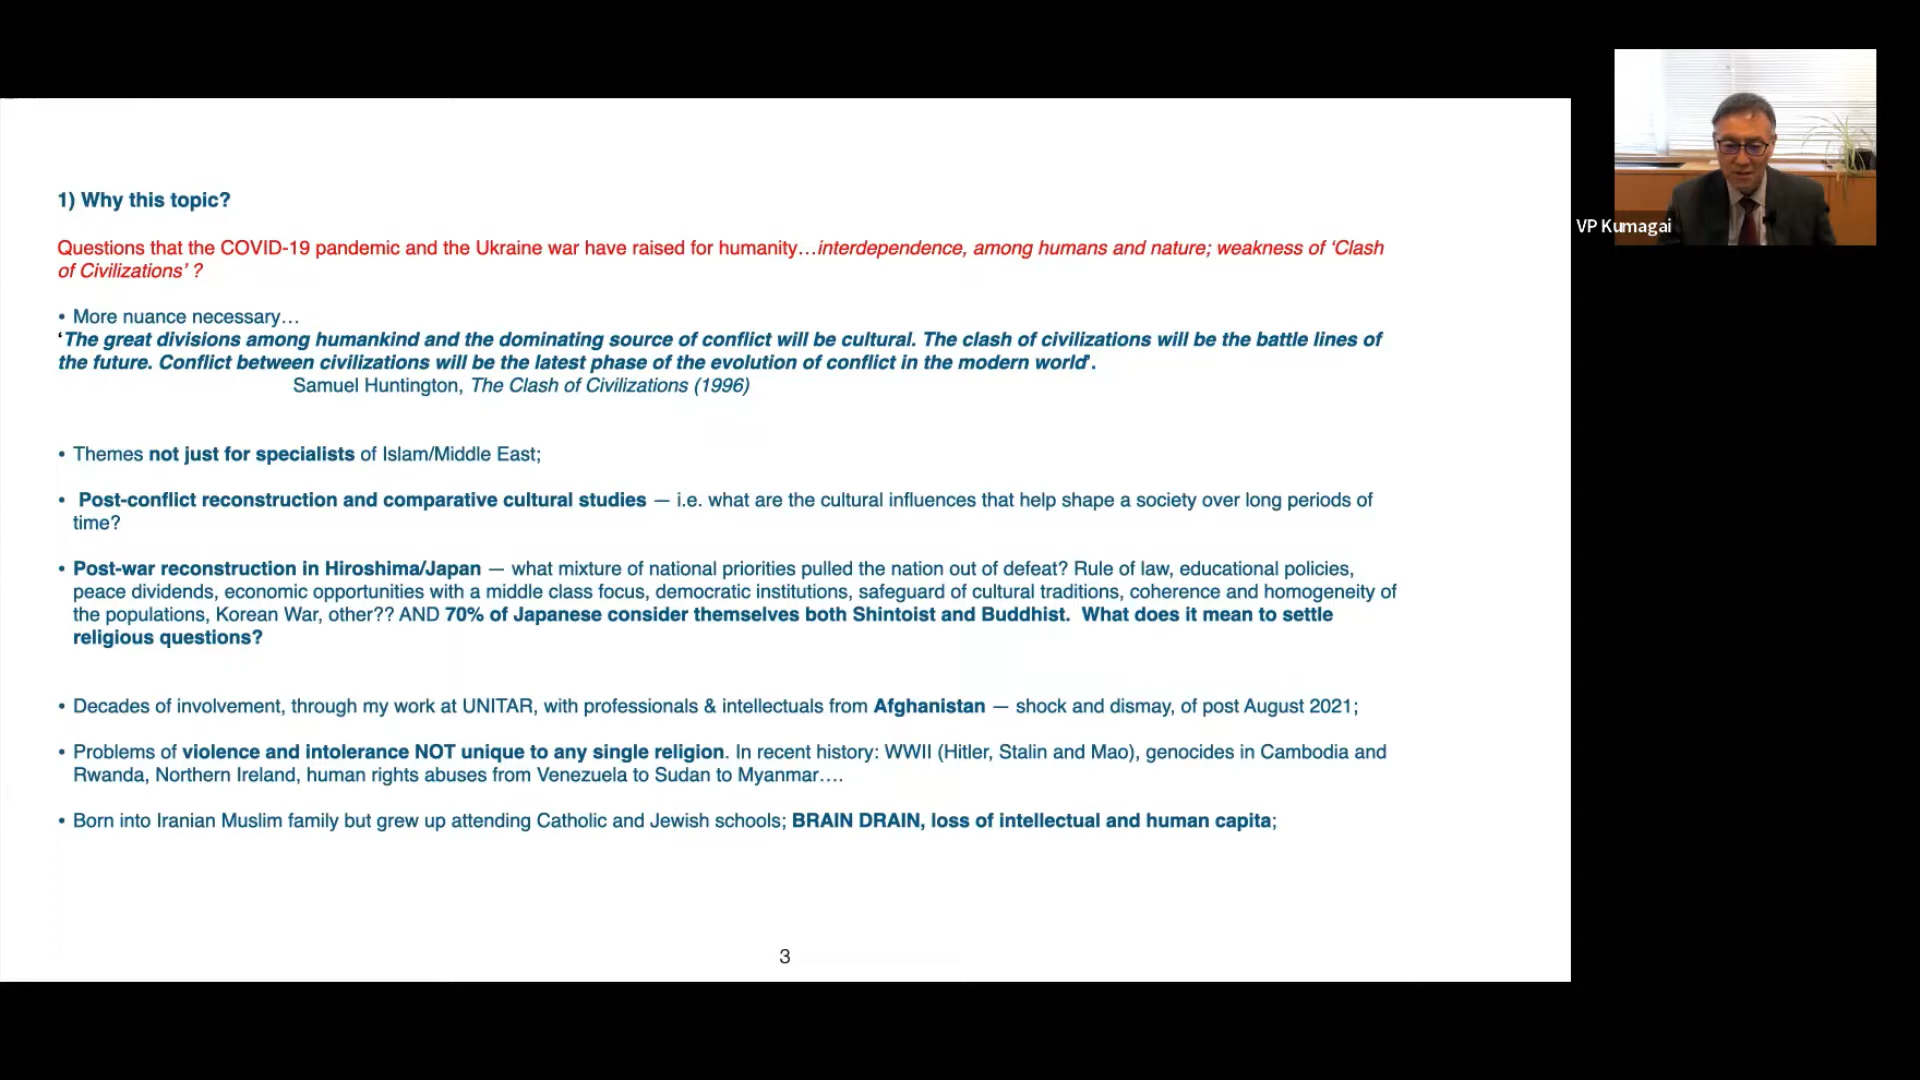 1) Why this topic?
Questions that the COVID-19 pandemic and the Ukraine war have raised for humanity…interdependence, among humans and nature; weakness of ‘Clash
of Civilizations’ ?
• More nuance necessary…
‘The great divisions among humankind and the dominating source of conflict will be cultural. The clash of civilizations will be the battle lines of
the future. Conflict between civilizations will be the latest phase of the evolution of conflict in the modern world’.
Samuel Huntington, The Clash of Civilizations (1996)
• Themes not just for specialists of Islam/Middle East;
• Post-conflict reconstruction and comparative cultural studies — i.e. what are the cultural influences that help shape a society over long periods of
time?
• Post-war reconstruction in Hiroshima/Japan — what mixture of national priorities pulled the nation out of defeat? Rule of law, educational policies,
peace dividends, economic opportunities with a middle class focus, democratic institutions, safeguard of cultural traditions, coherence and homogeneity of
the populations, Korean War, other?? AND 70% of Japanese consider themselves both Shintoist and Buddhist. What does it mean to settle
religious questions?
• Decades of involvement, through my work at UNITAR, with professionals & intellectuals from Afghanistan — shock and dismay, of post August 2021;
• Problems of violence and intolerance NOT unique to any single religion. In recent history: WWII (Hitler, Stalin and Mao), genocides in Cambodia and
Rwanda, Northern Ireland, human rights abuses from Venezuela to Sudan to Myanmar….
• Born into Iranian Muslim family but grew up attending Catholic and Jewish schools; BRAIN DRAIN, loss of intellectual and human capita;
3
VP Kumagai